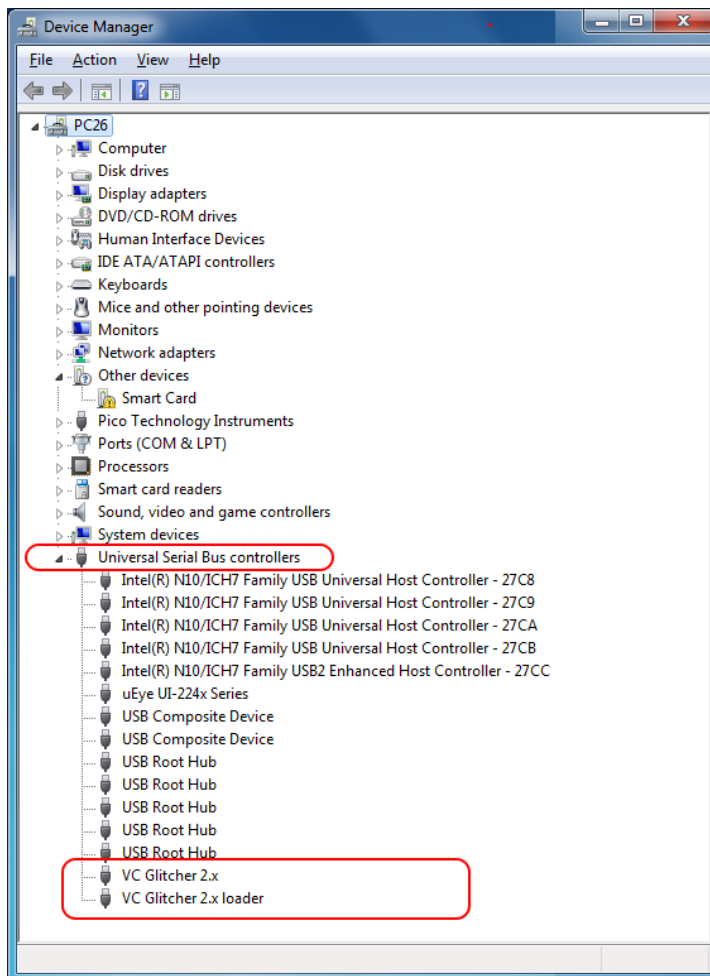 Device Manager
File Action View Help
PC26
Computer
Disk drives
Display adapters
DVD/CD-ROM drives
Human Interface Devices
IDE ATA/ATAPI controllers
Keyboards
Mice and other pointing devices
Monitors
Network adapters
Other devices
Smart Card
Pico Technology Instruments
Ports (COM & LPT)
Processors
Smart card readers
Sound, video and game controllers
System devices
Universal Serial Bus controllers
Intel(R) N10/ICH7 Family USB Universal Host Controller - 27C8
Intel(R) N10/ICH7 Family USB Universal Host Controller - 27C9
Intel(R) N10/ICH7 Family USB Universal Host Controller - 27CA
Intel(R) N10/ICH7 Family USB Universal Host Controller - 27CB
Intel(R) N10/ICH7 Family USB2 Enhanced Host Controller - 27CC
uEye UI-224x Series
USB Composite Device
USB Composite Device
USB Root Hub
USB Root Hub
USB Root Hub
USB Root Hub
USB Root Hub
VC Glitcher 2.x
VC Glitcher 2.x loader